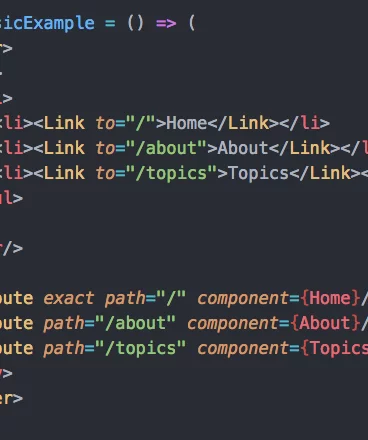 sicExample = () => (
r>
>
l>
<li><Link to="/">Home</Link></li>
<li><Link to="/about">About</Link></l
<li><Link to="/topics">Topics</Link><
ul>
r/>
oute exact path="/" component={Home}/
oute path="/about" component={About}/
oute path="/topics" component={Topics
>
er>